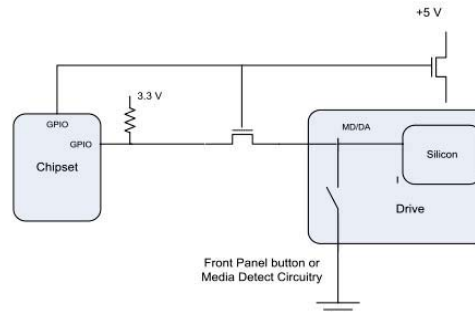 +5 V
3.3 V
GPIO
GPIO
Chipset
MD/DA
Silicon
Drive
Front Panel button or
Media Detect Circuitry